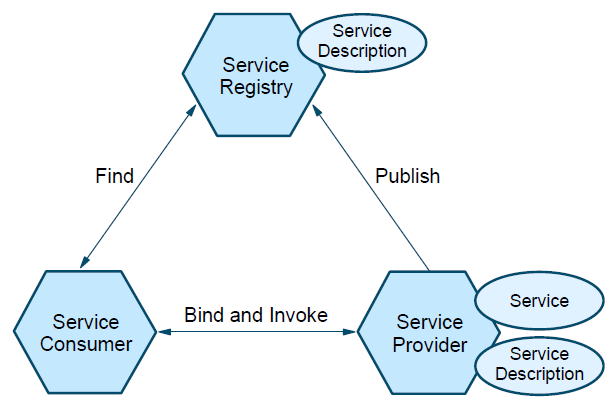 Service
Description
Service
Registry
Find
Publish
Bind and Invoke
Service
Consumer
Service
Provider
Service
Service
Description